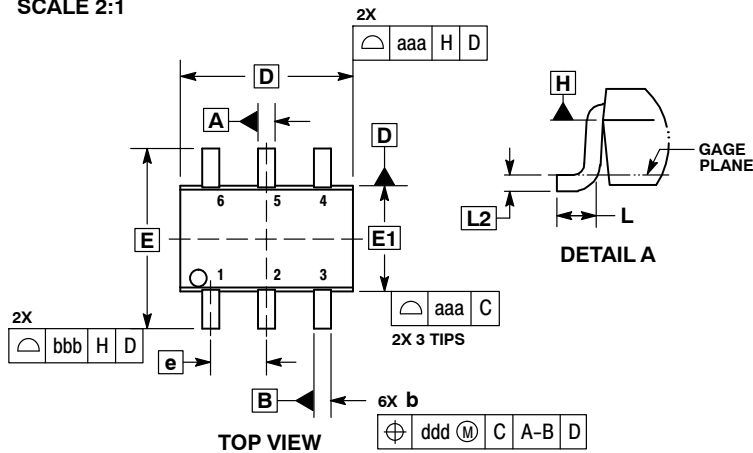 SCALE 2:1
2X
⌓ aaa H D
D
A
D
H
GAGE
PLANE
L2
L
DETAIL A
6 5 4
E
E1
1 2 3
⌓ aaa C
2X 3 TIPS
2X
⌓ bbb H D
e
B
6X b
TOP VIEW
⌖ ddd Ⓜ C A-B D